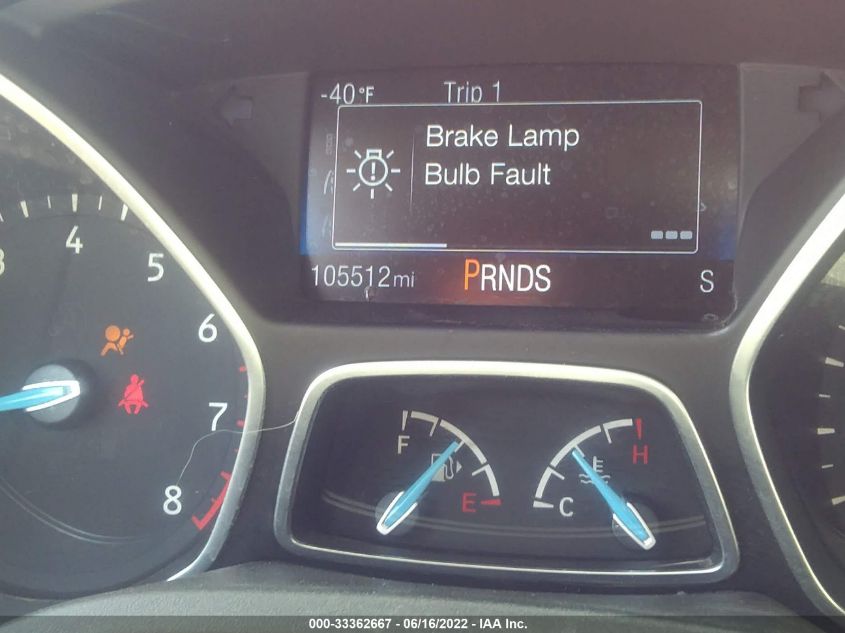 -40°F Trip 1
Brake Lamp
Bulb Fault
105512mi PRNDS S
4
5
6
7
8
F
E
H
C
000-33362667 - 06/16/2022 - IAA Inc.